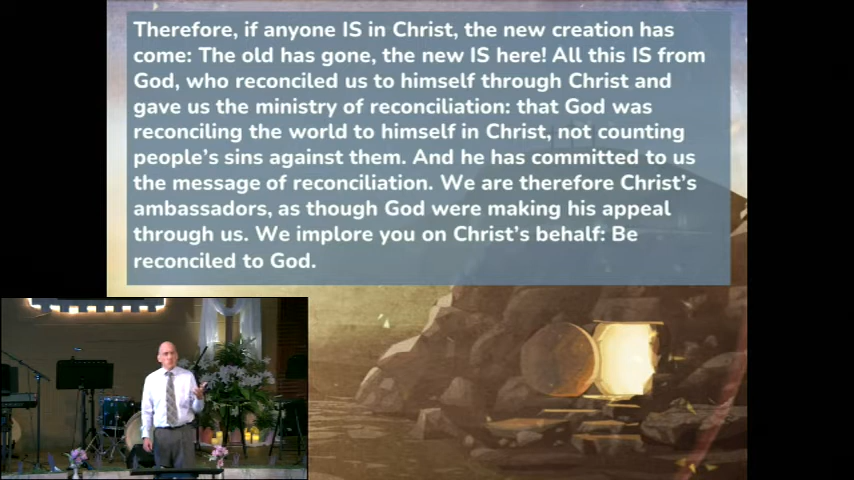 Therefore, if anyone IS in Christ, the new creation has
come: The old has gone, the new IS here! All this IS from
God, who reconciled us to himself through Christ and
gave us the ministry of reconciliation: that God was
reconciling the world to himself in Christ, not counting
people's sins against them. And he has committed to us
the message of reconciliation. We are therefore Christ's
ambassadors, as though God were making his appeal
through us. We implore you on Christ's behalf: Be
reconciled to God.